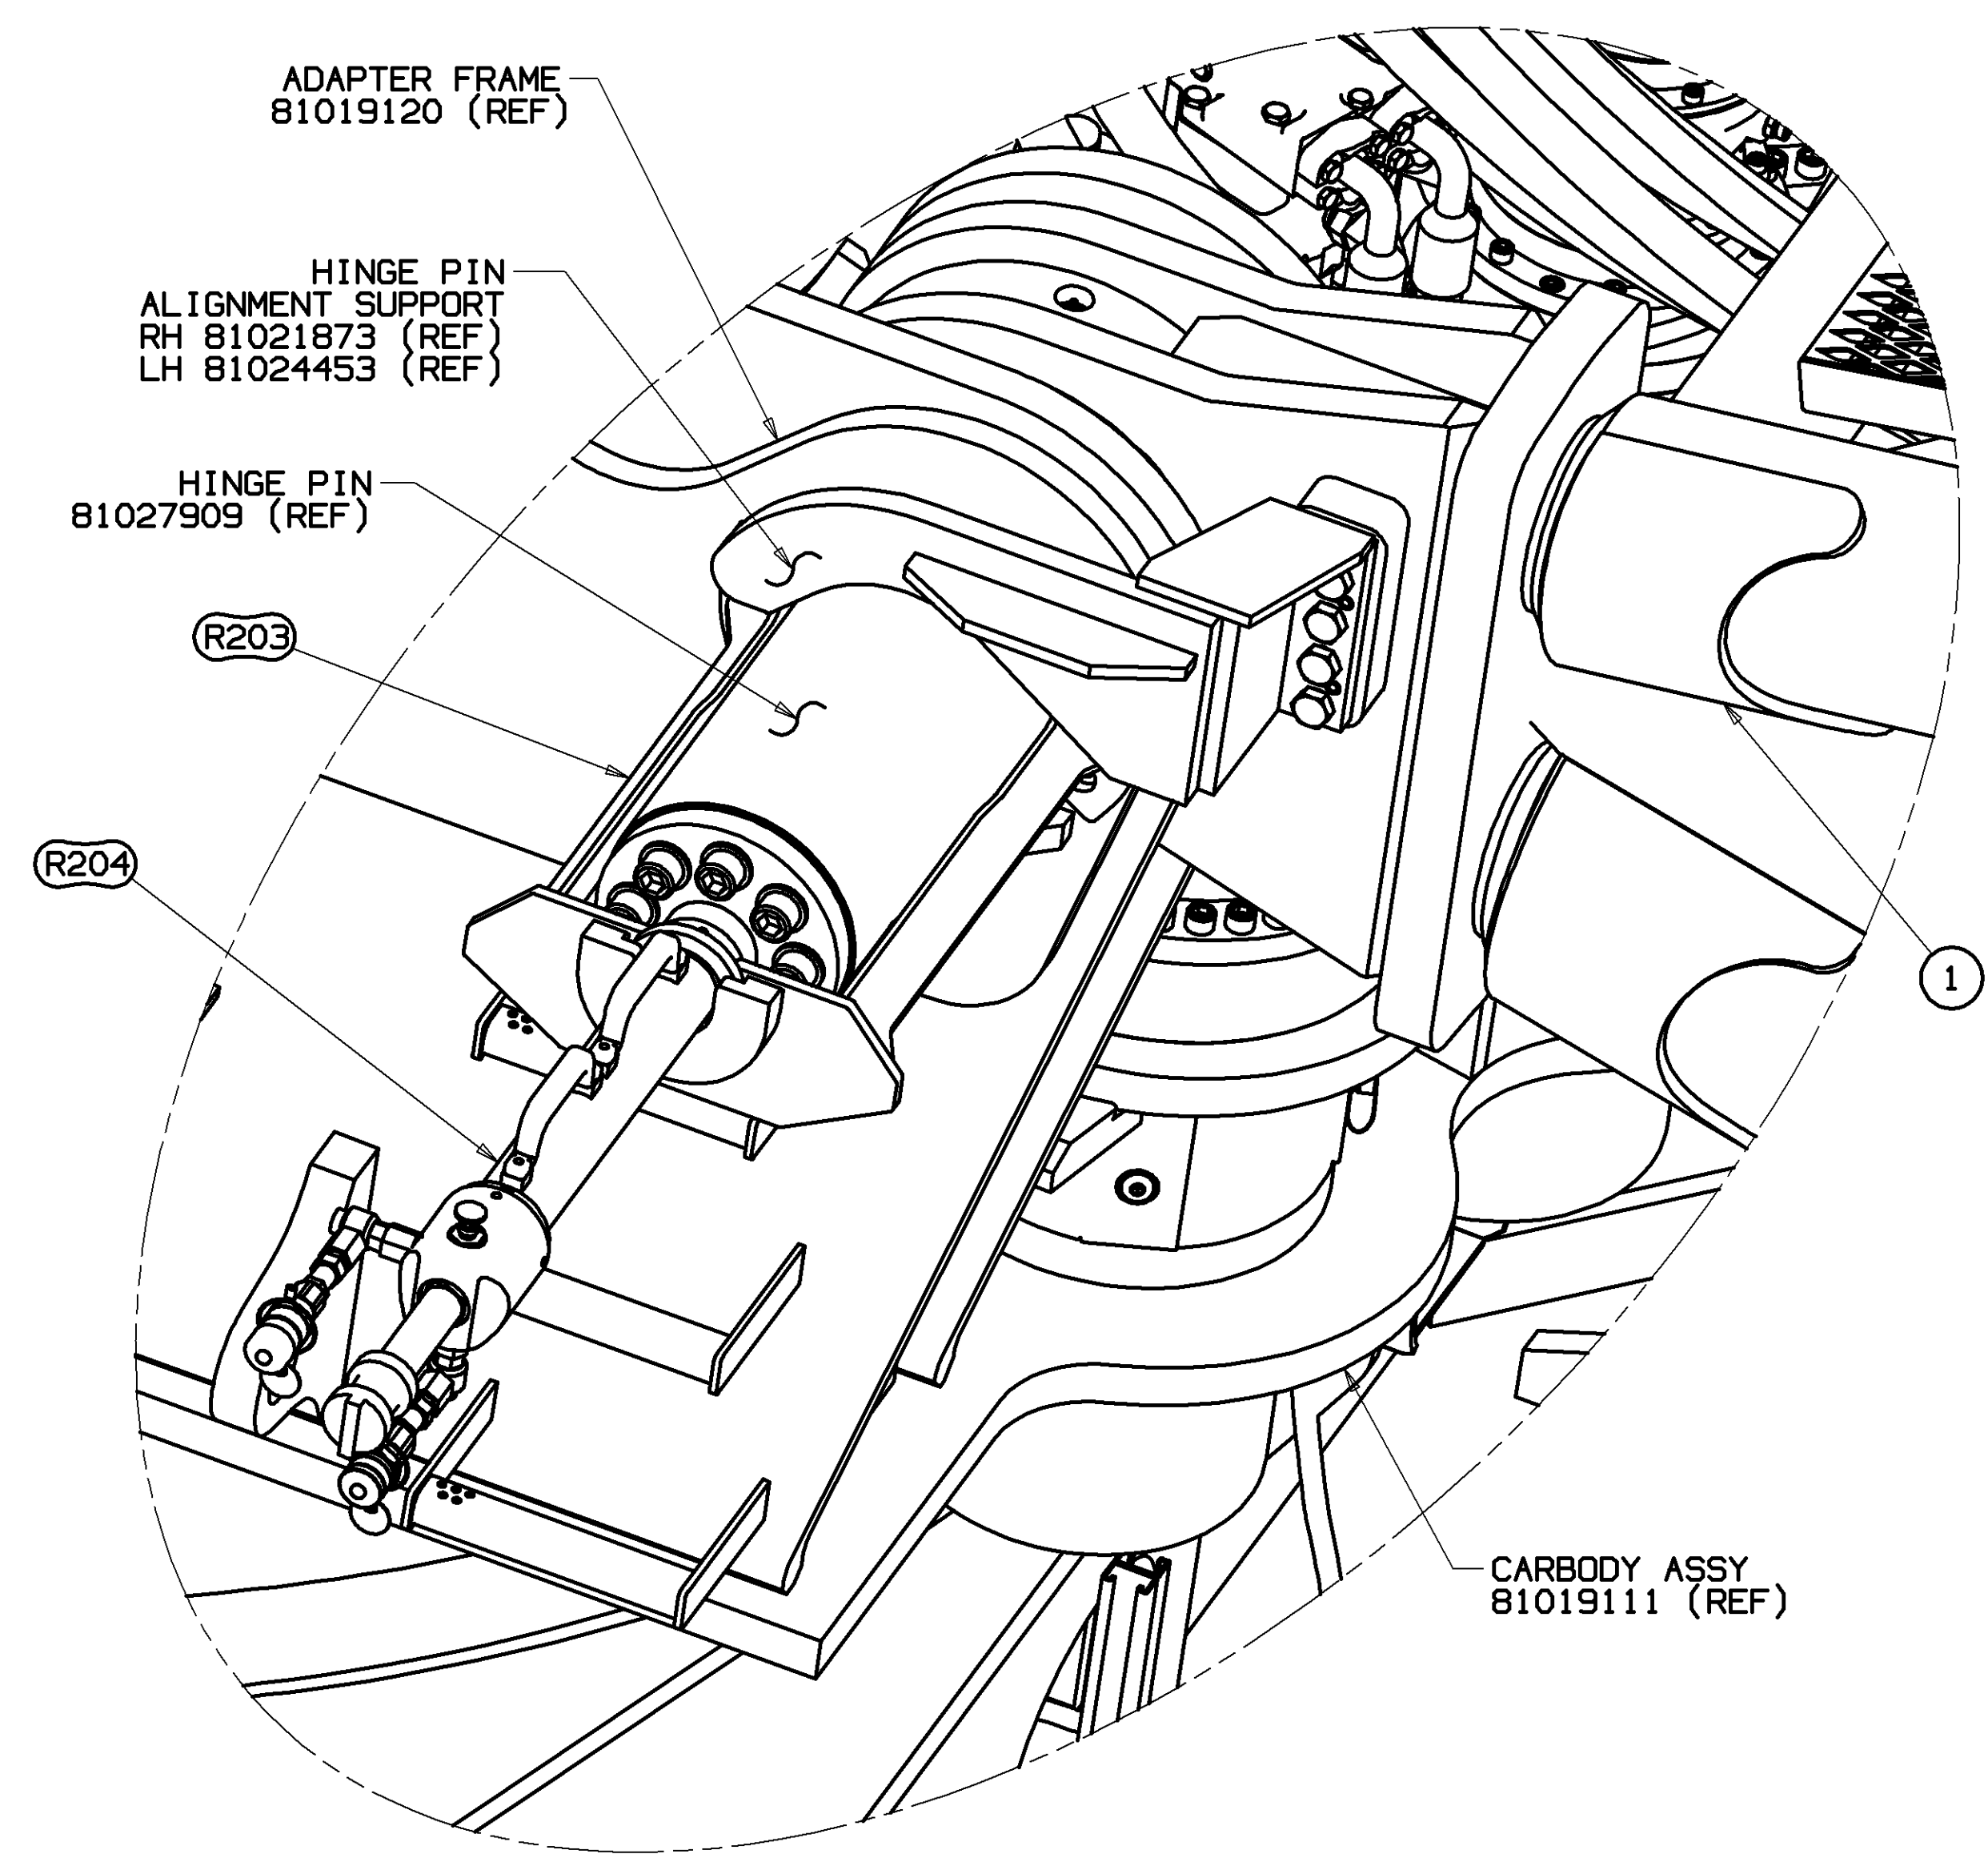 ADAPTER FRAME
81019120 (REF)
HINGE PIN
ALIGNMENT SUPPORT
RH 81021873 (REF)
LH 81024453 (REF)
HINGE PIN
81027909 (REF)
R203
R204
1
CARBODY ASSY
81019111 (REF)